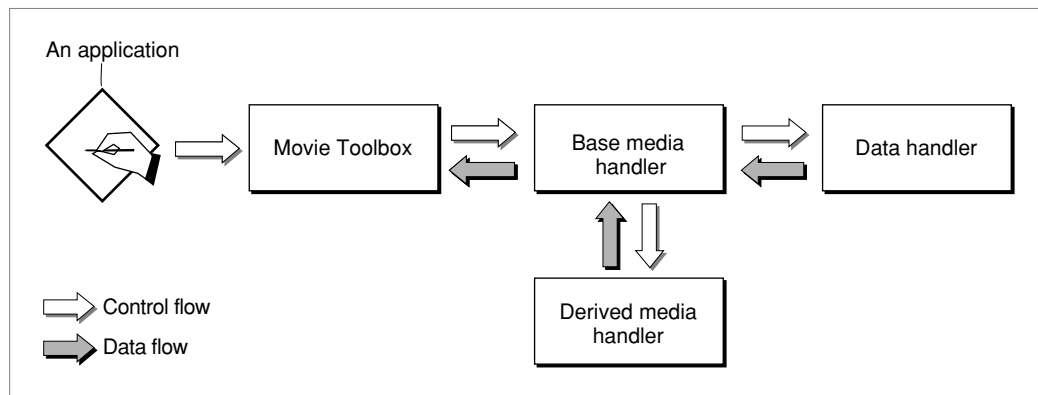 An application
Movie Toolbox
Base media
handler
Data handler
Derived media
handler
Control flow
Data flow